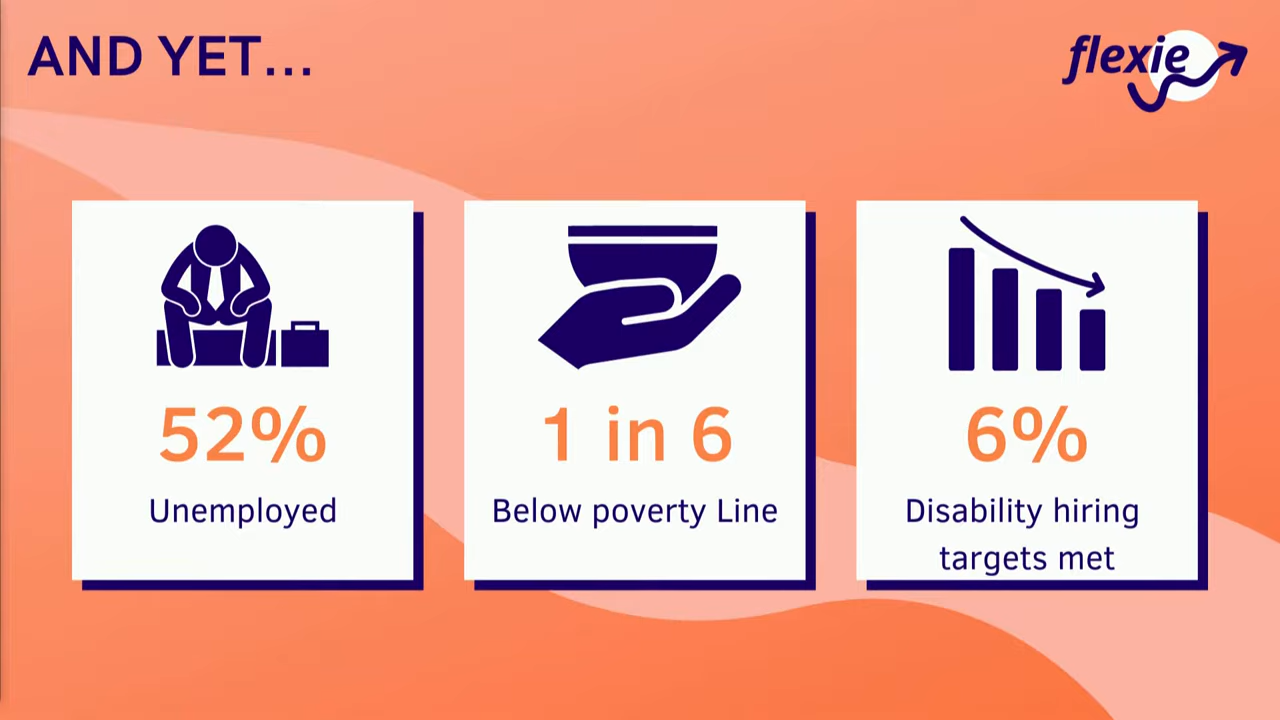 AND YET...
flexie
52%
Unemployed
1 in 6
Below poverty Line
6%
Disability hiring
targets met